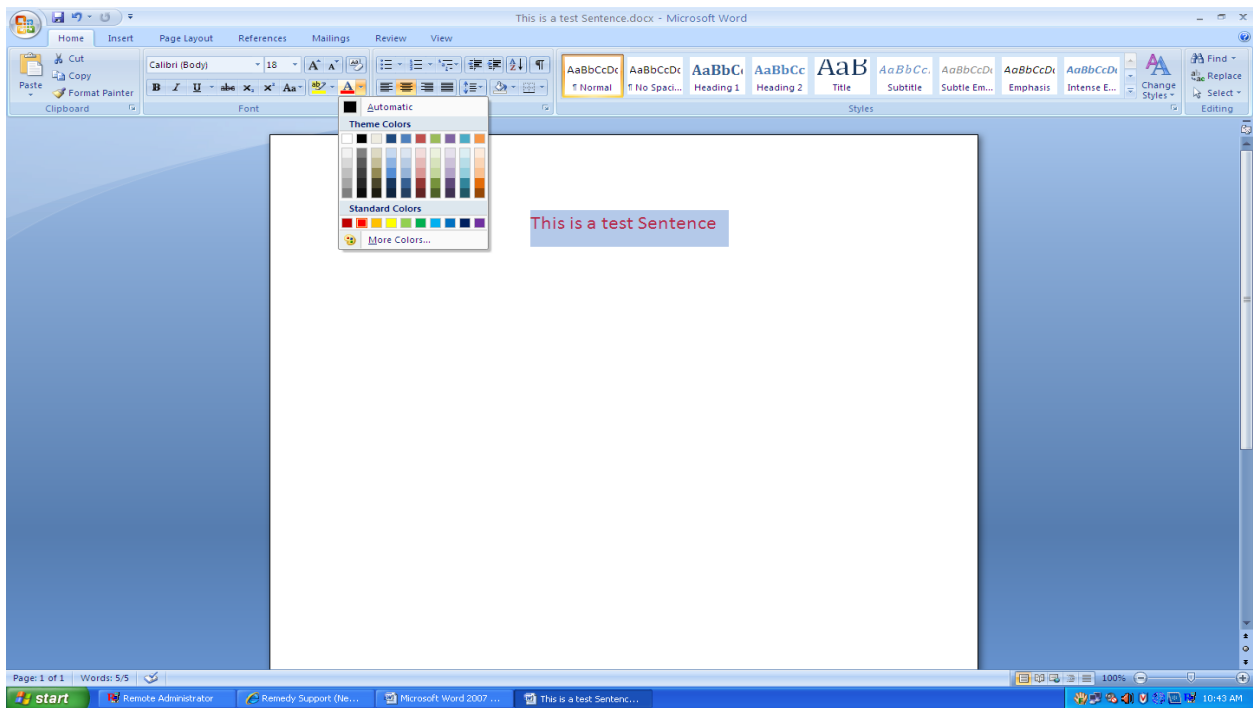 This is a test Sentence.docx - Microsoft Word
Home Insert Page Layout References Mailings Review View
Paste
Cut
Copy
Format Painter
Clipboard
Calibri (Body) 18
B I U abc x₂ x² Aa
Font
AaBbCcDc AaBbCcDc AaBbCc AaBbCc AaB AaBbCc. AaBbCcDc AaBbCcDc AaBbCcDc
¶ Normal ¶ No Spaci... Heading 1 Heading 2 Title Subtitle Subtle Em... Emphasis Intense E...
Change Styles
Styles
Find
Replace
Select
Editing
Automatic
Theme Colors
Standard Colors
More Colors...
This is a test Sentence
Page: 1 of 1 Words: 5/5 100%
start Remote Administrator Remedy Support (Ne... Microsoft Word 2007 ... This is a test Sentenc... 10:43 AM